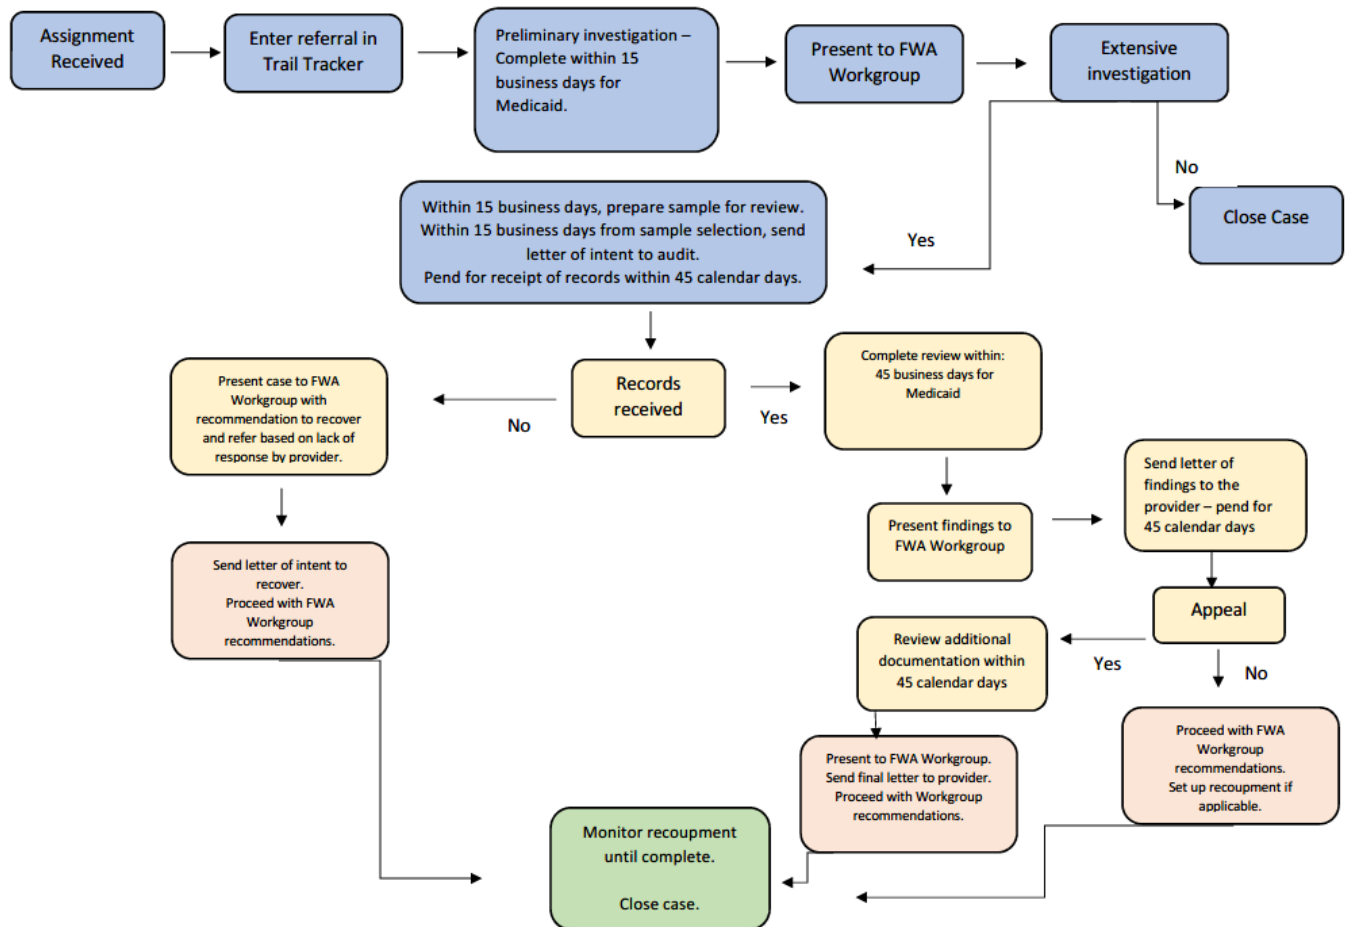 Assignment
Received
Enter referral in
Trail Tracker
Preliminary investigation –
Complete within 15
business days for
Medicaid.
Present to FWA
Workgroup
Extensive
investigation
No
Close Case
Within 15 business days, prepare sample for review.
Within 15 business days from sample selection, send
letter of intent to audit.
Pend for receipt of records within 45 calendar days.
Yes
Present case to FWA
Workgroup with
recommendation to recover
and refer based on lack of
response by provider.
No
Records
received
Yes
Complete review within:
45 business days for
Medicaid
Send letter of
findings to the
provider – pend for
45 calendar days
Present findings to
FWA Workgroup
Send letter of intent to
recover.
Proceed with FWA
Workgroup
recommendations.
Appeal
Review additional
documentation within
45 calendar days
Yes
No
Present to FWA Workgroup.
Send final letter to provider.
Proceed with Workgroup
recommendations.
Proceed with FWA
Workgroup
recommendations.
Set up recoupment if
applicable.
Monitor recoupment
until complete.
Close case.